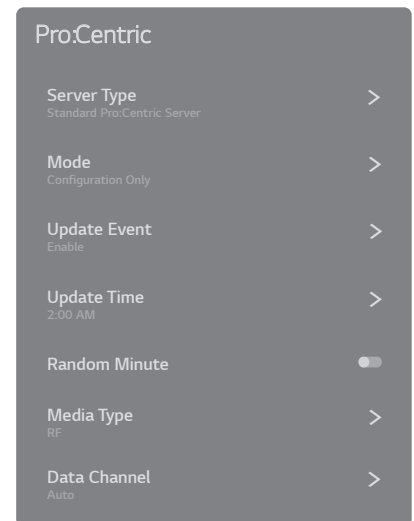 Pro:Centric
Server Type
Standard Pro:Centric Server
Mode
Configuration Only
Update Event
Enable
Update Time
2:00 AM
Random Minute
Media Type
RF
Data Channel
Auto